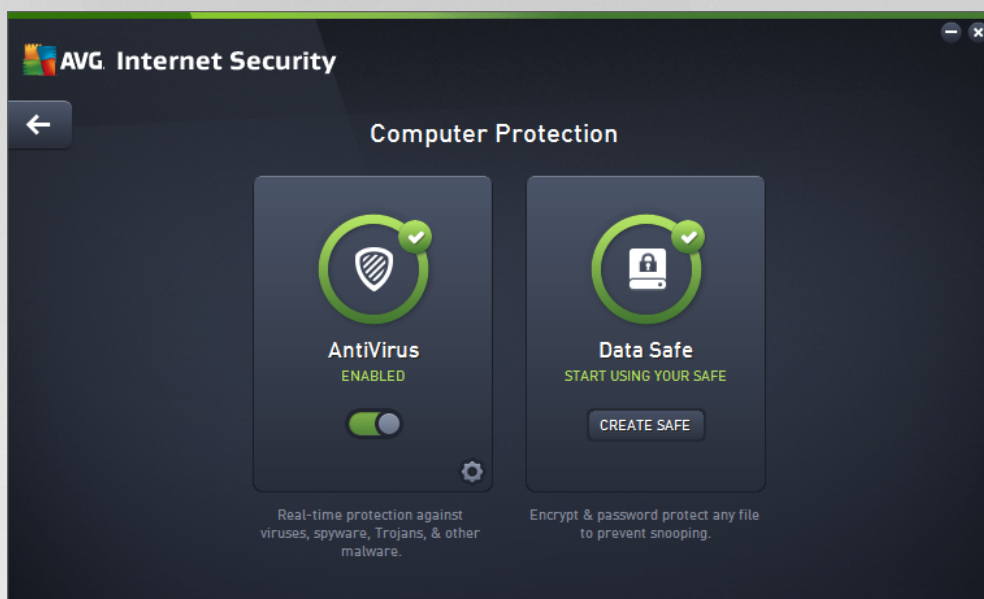 AVG. Internet Security
Computer Protection
AntiVirus
ENABLED
Real-time protection against
viruses, spyware, Trojans, & other
malware.
Data Safe
START USING YOUR SAFE
CREATE SAFE
Encrypt & password protect any file
to prevent snooping.